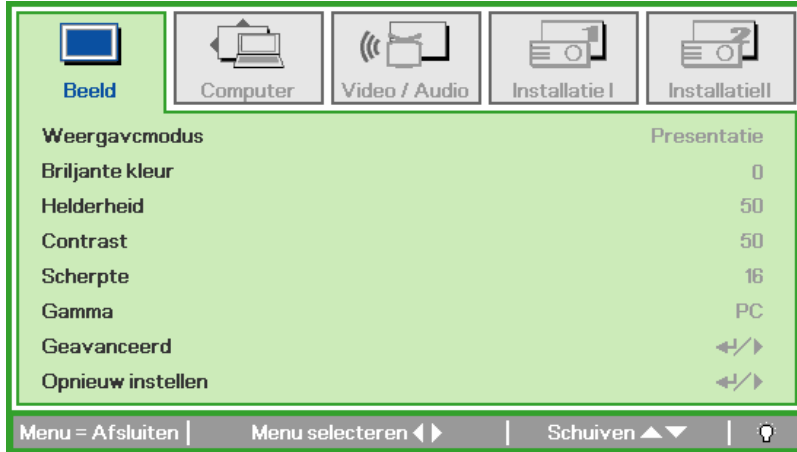 Beeld
Computer
Video / Audio
Installatie I
InstallatieII
Weergavcmodus Presentatie
Briljante kleur 0
Helderheid 50
Contrast 50
Scherpte 16
Gamma PC
Geavanceerd
Opnieuw instellen
Menu = Afsluiten | Menu selecteren | Schuiven |